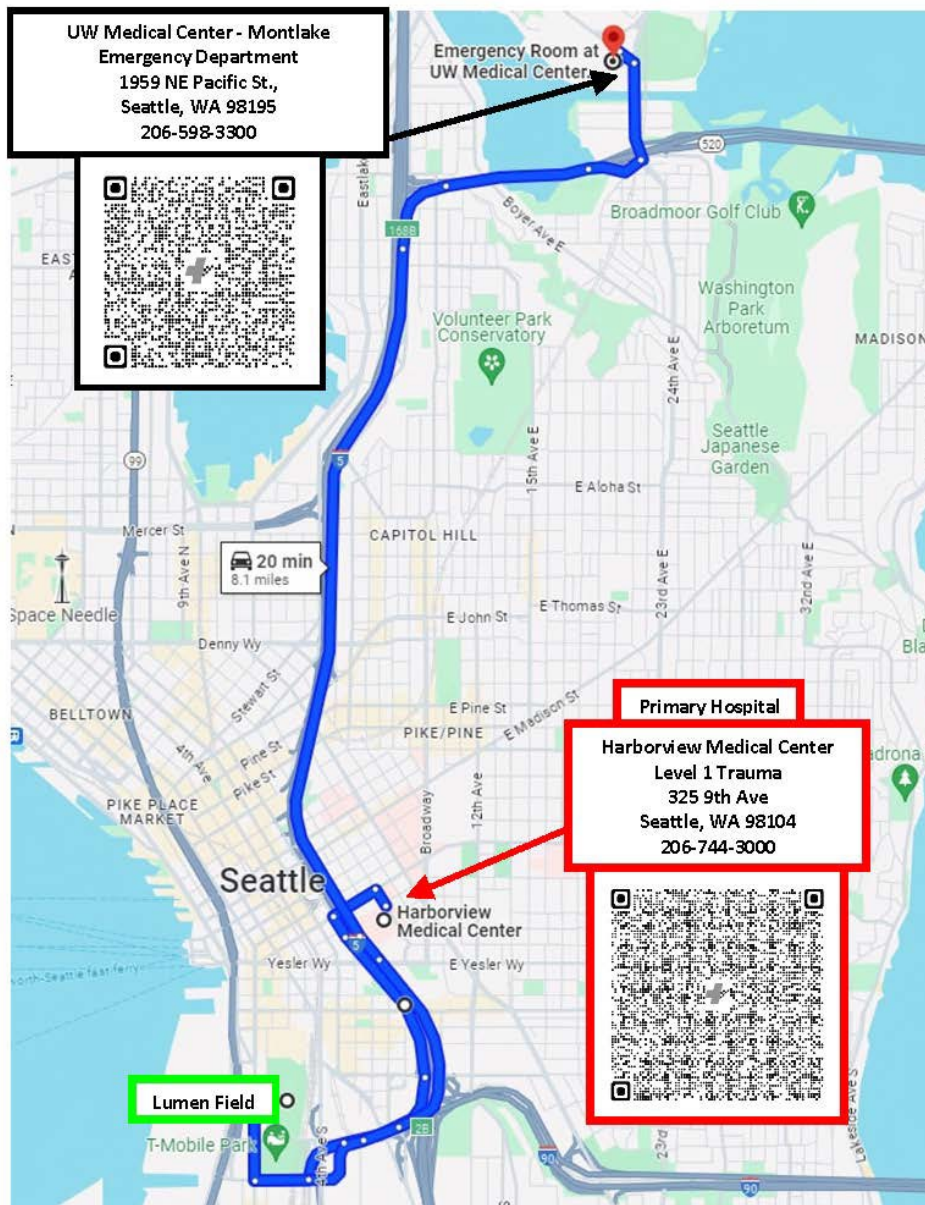 UW Medical Center - Montlake
Emergency Department
1959 NE Pacific St.,
Seattle, WA 98195
206-598-3300
Emergency Room at
UW Medical Center
520
Eastlake
Boyer Ave E
Broadmoor Golf Club
168B
EAST
Washington
Park
Arboretum
Volunteer Park
Conservatory
MADISON
24th Ave E
15th Ave E
Seattle
Japanese
Garden
5
99
E Aloha St
Mercer St
CAPITOL HILL
20 min
8.1 miles
9th Ave N
Space Needle
E Thomas St
E John St
23rd Ave E
32nd Ave E
Denny Wy
Stewart St
BELLTOWN
E Pine St
E Madison St
PIKE/PINE
4th Ave
Pine St
Pike St
PIKE PLACE
MARKET
Broadway
12th Ave
Primary Hospital
Harborview Medical Center
Level 1 Trauma
325 9th Ave
Seattle, WA 98104
206-744-3000
adrona
Seattle
Harborview
Medical Center
5
Yesler Wy
E Yesler Wy
North-Seattle fast ferry
Lumen Field
T-Mobile Park
4th Ave S
2B
90
90
23rd
Lakeside Ave S